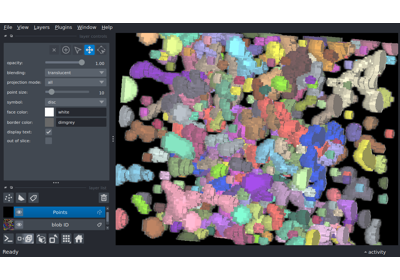 File View Layers Plugins Window Help
opacity: 1.00
blending: translucent
projection mode: all
point size: 10
symbol: disc
face color: white
border color: dimgrey
display text:
out of slice:
Points
blob ID
Ready
activity